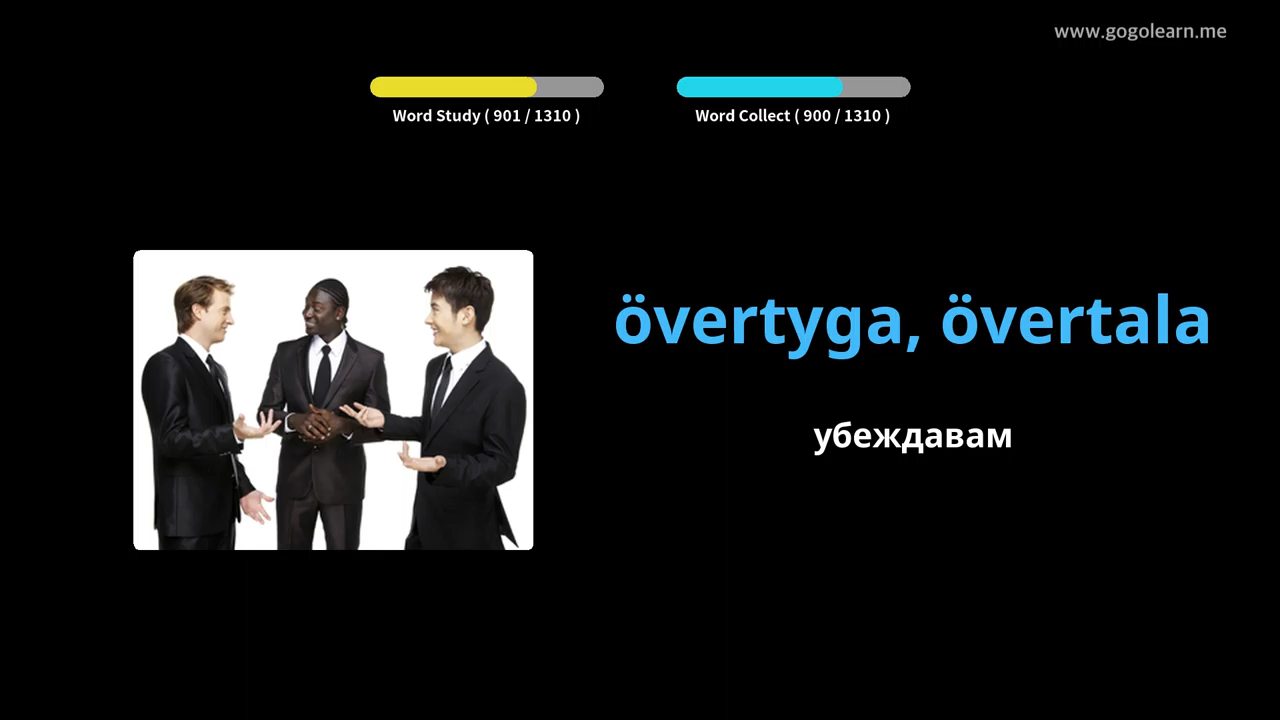 www.gogolearn.me
Word Study ( 901 / 1310 )
Word Collect ( 900 / 1310 )
övertyga, övertala
убеждавам